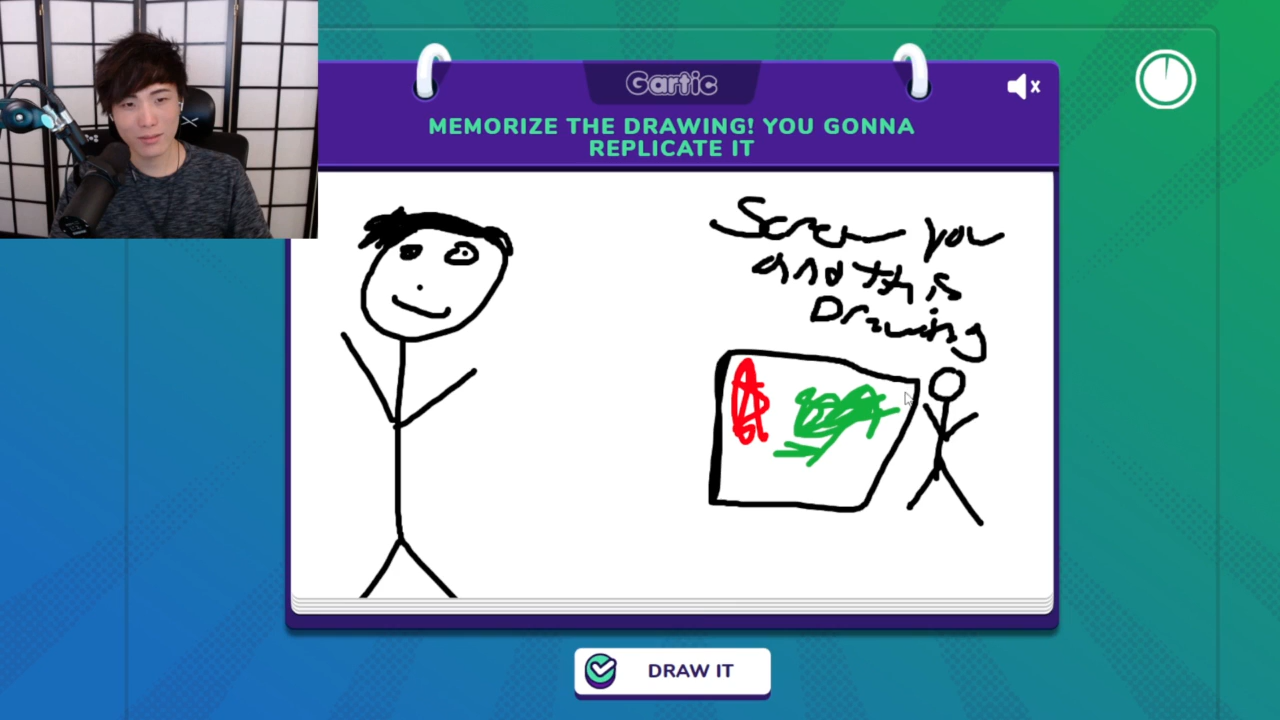 Gartic
MEMORIZE THE DRAWING! YOU GONNA
REPLICATE IT
Screw you
and this
Drawing
DRAW IT